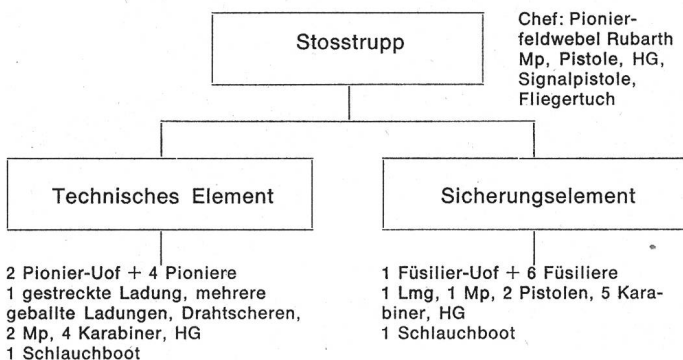 Stosstrupp
Chef: Pionier-
feldwebel Rubarth
Mp, Pistole, HG,
Signalpistole,
Fliegertuch
Technisches Element
2 Pionier-Uof + 4 Pioniere
1 gestreckte Ladung, mehrere
geballte Ladungen, Drahtscheren,
2 Mp, 4 Karabiner, HG
1 Schlauchboot
Sicherungselement
1 Füsilier-Uof + 6 Füsiliere
1 Lmg, 1 Mp, 2 Pistolen, 5 Kara-
biner, HG
1 Schlauchboot